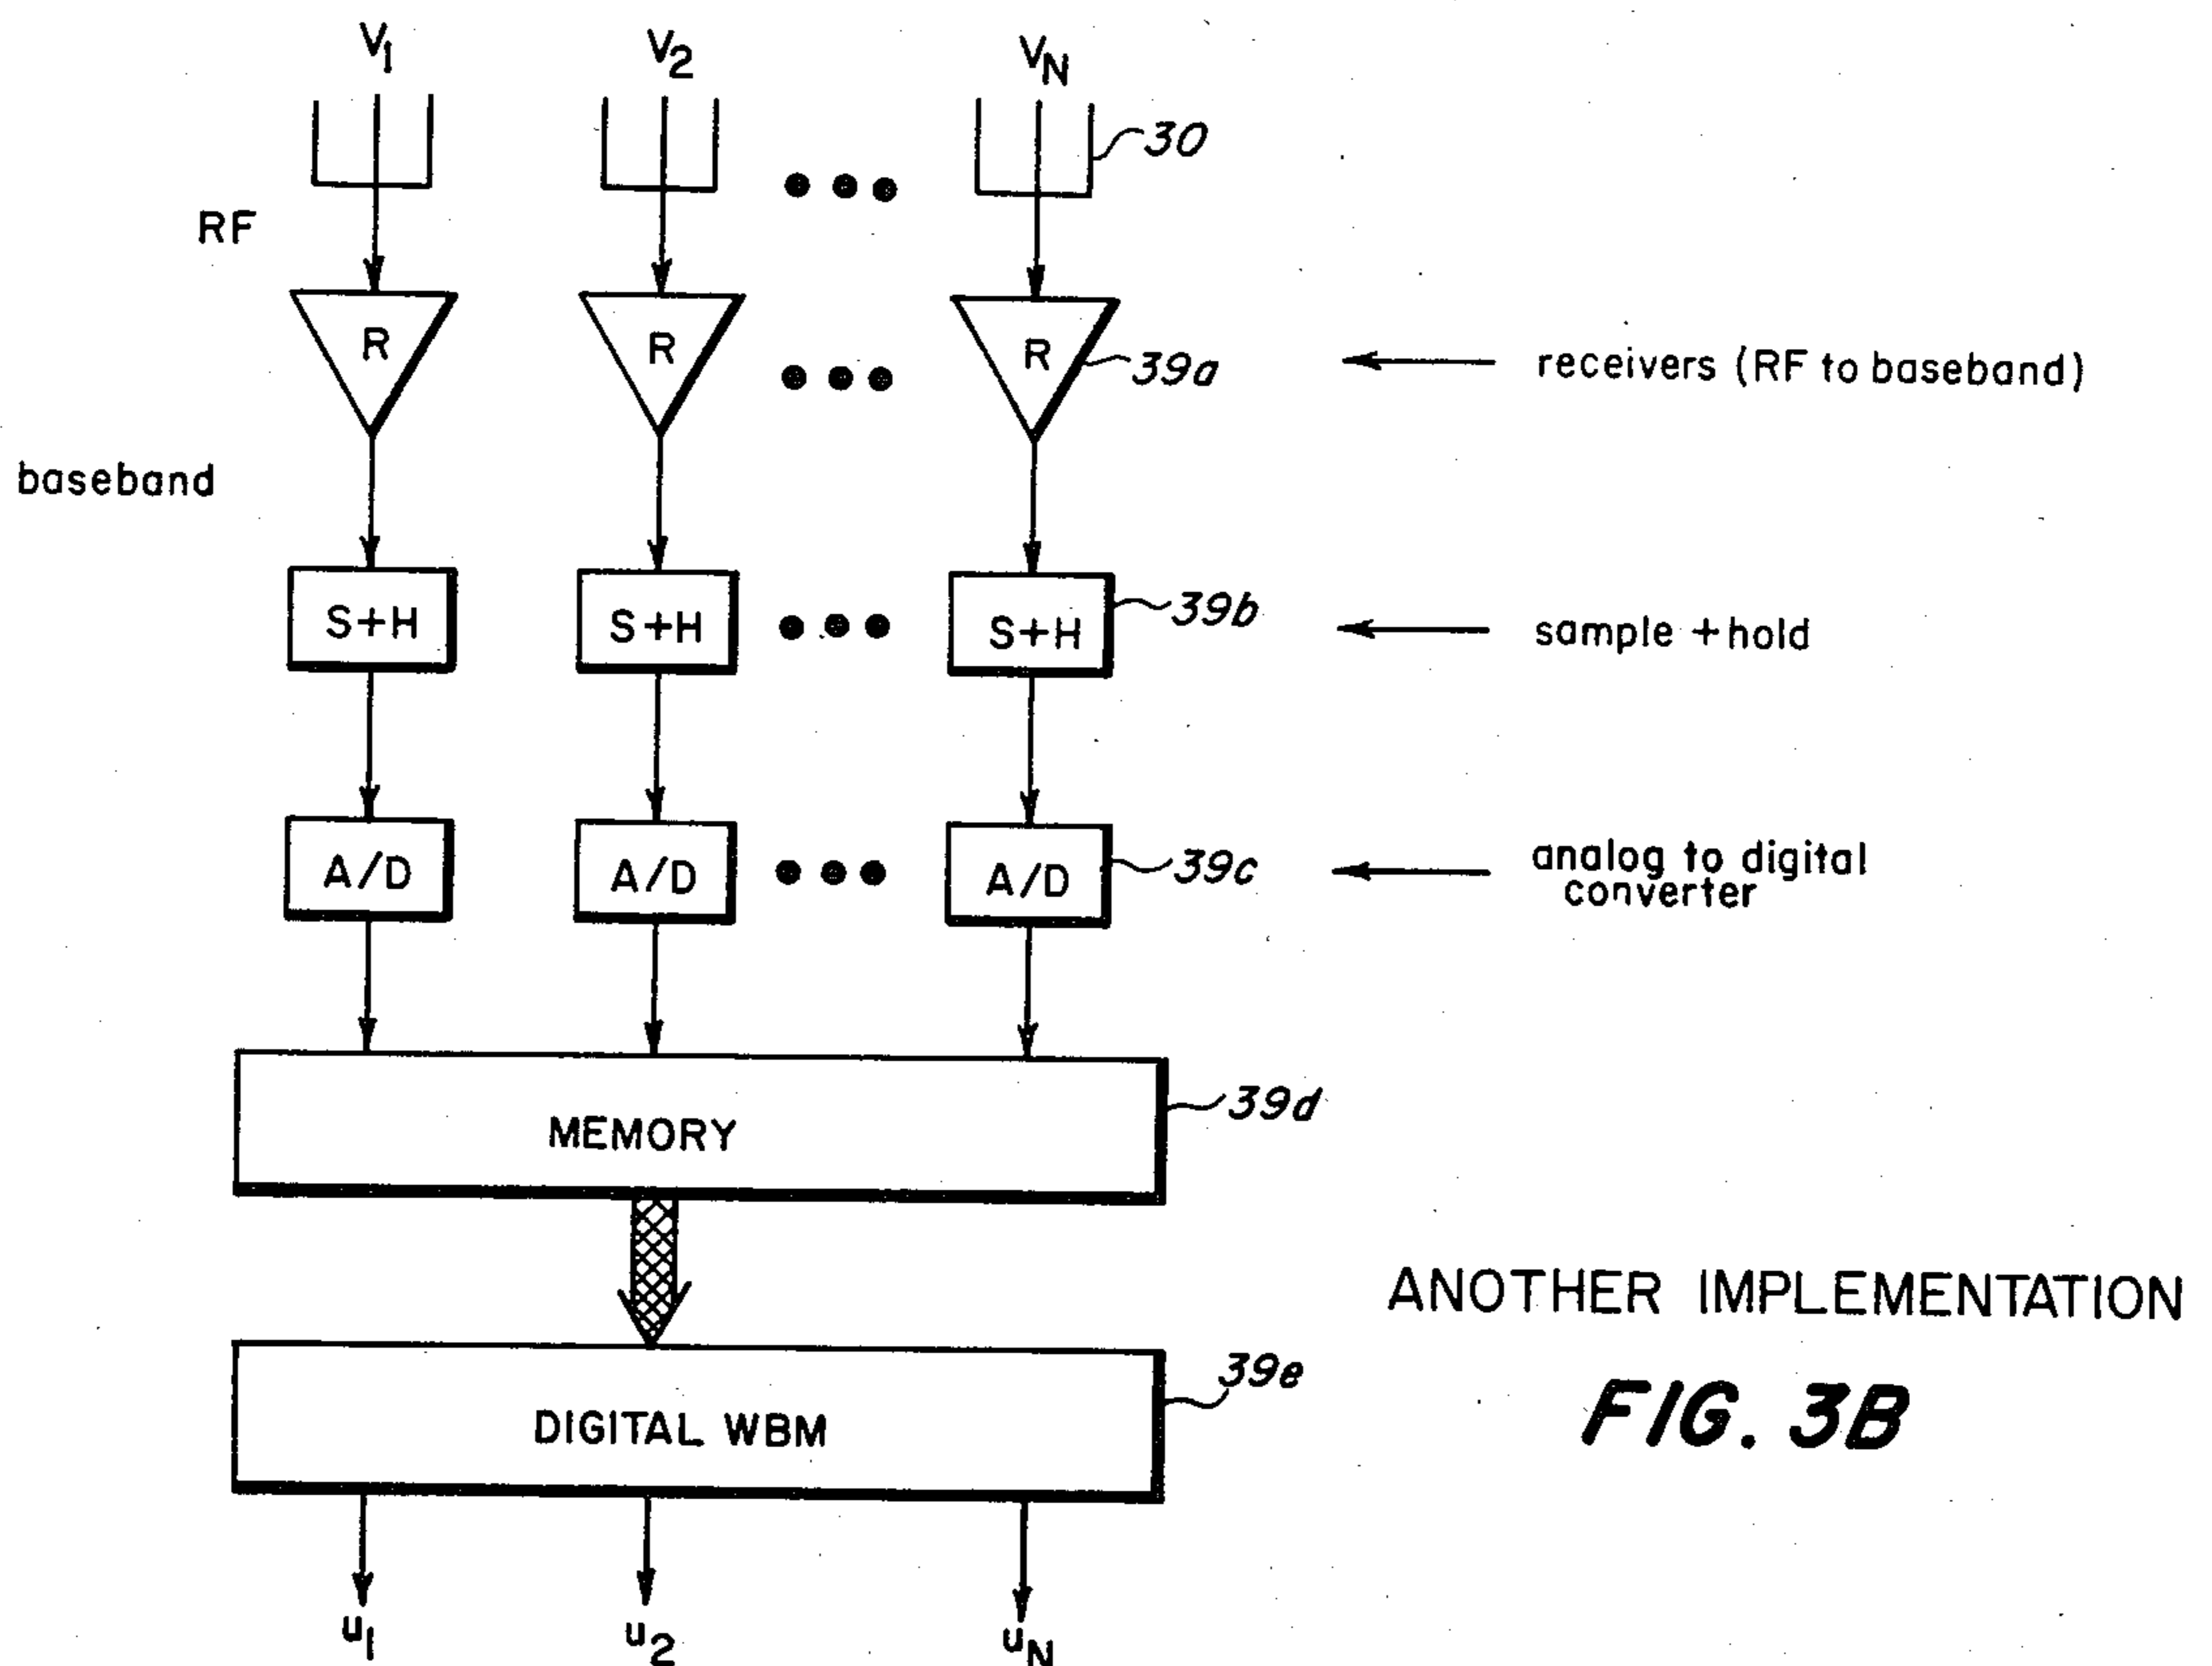 V1 V2 VN
30
RF
R R R 39a receivers (RF to baseband)
baseband
S+H S+H S+H 39b sample + hold
A/D A/D A/D 39c analog to digital
converter
MEMORY 39d
ANOTHER IMPLEMENTATION
DIGITAL WBM 39e
FIG. 3B
u1 u2 uN